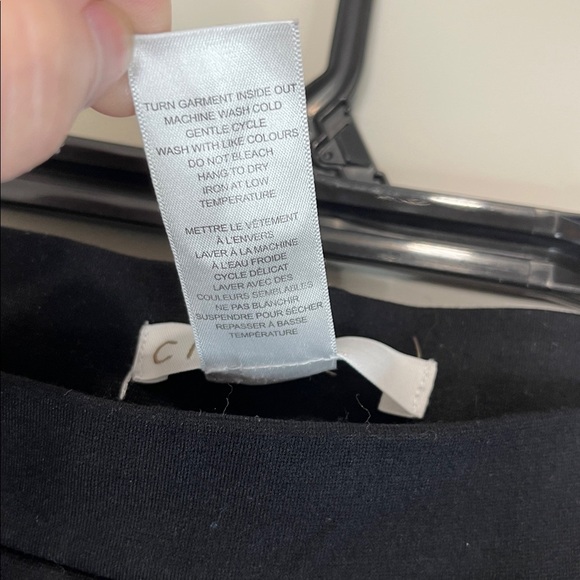 TURN GARMENT INSIDE OUT
MACHINE WASH COLD
GENTLE CYCLE
WASH WITH LIKE COLOURS
DO NOT BLEACH
HANG TO DRY
IRON AT LOW
TEMPERATURE
METTRE LE VÊTEMENT
À L'ENVERS
LAVER À LA MACHINE
À L'EAU FROIDE
CYCLE DÉLICAT
LAVER AVEC DES
COULEURS SEMBLABLES
NE PAS BLANCHIR
SUSPENDRE POUR SÉCHER
REPASSER À BASSE
TEMPÉRATURE